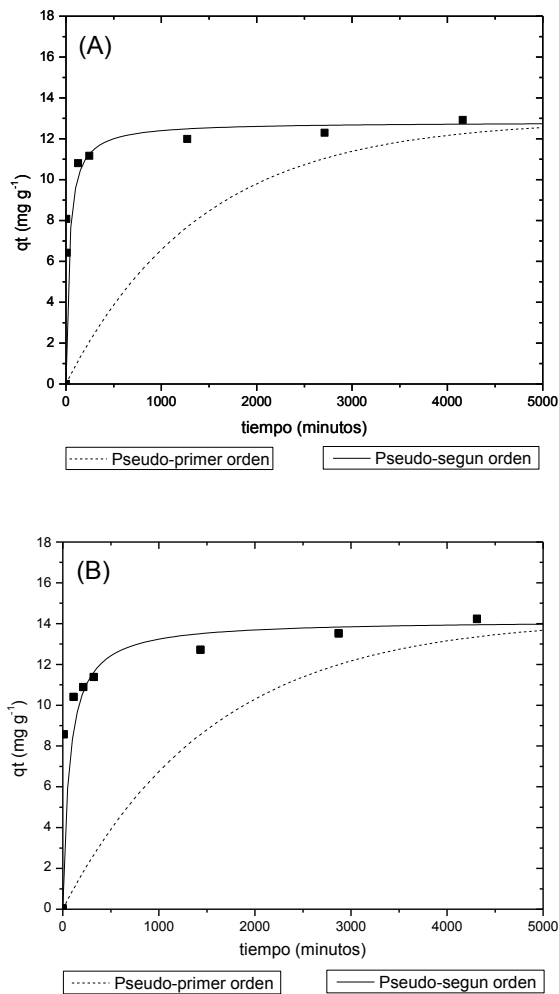 (A)
18
16
14
12
10
8
6
4
2
0
qt (mg g⁻¹)
0 1000 2000 3000 4000 5000
tiempo (minutos)
Pseudo-primer orden Pseudo-segun orden
(B)
18
16
14
12
10
8
6
4
2
0
qt (mg g⁻¹)
0 1000 2000 3000 4000 5000
tiempo (minutos)
Pseudo-primer orden Pseudo-segun orden